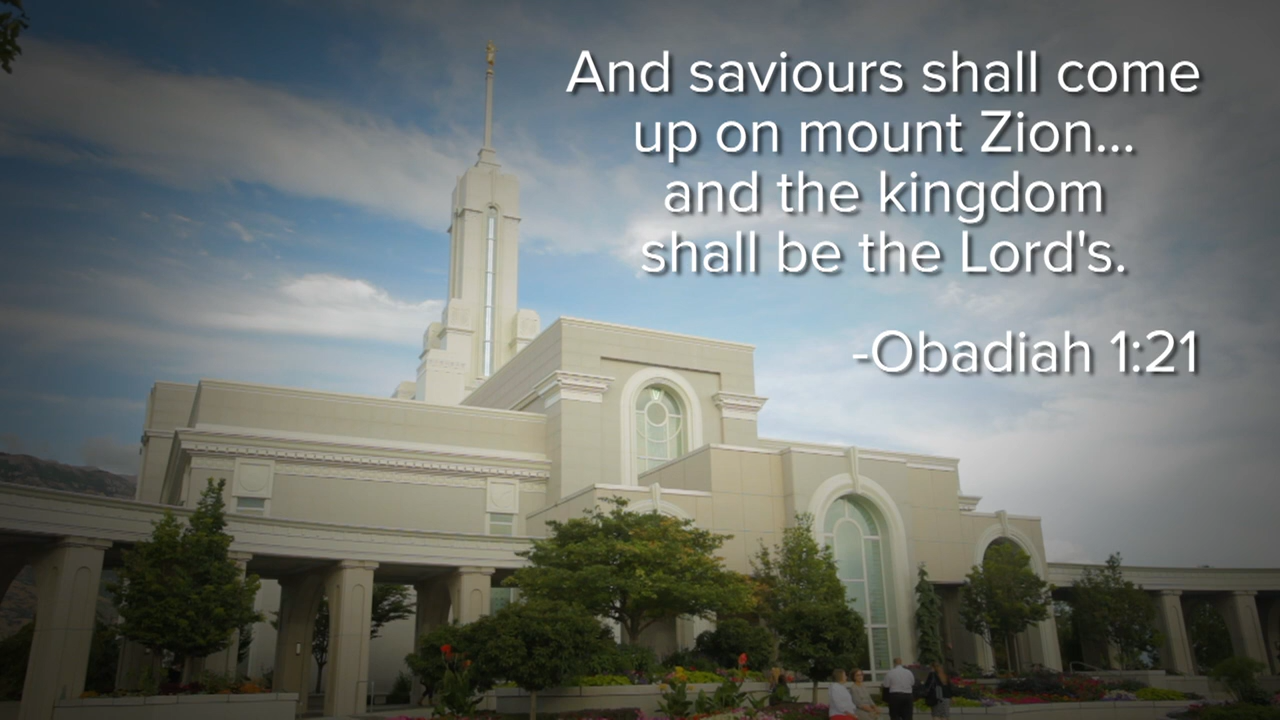 And saviours shall come
up on mount Zion...
and the kingdom
shall be the Lord's.
-Obadiah 1:21